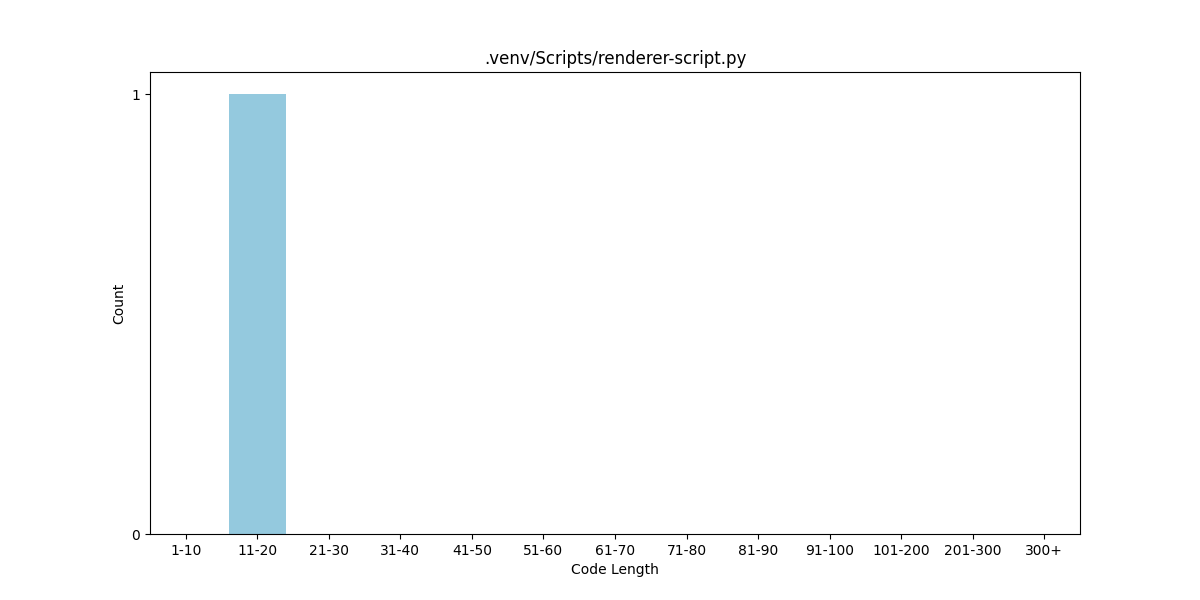 .venv/Scripts/renderer-script.py
1
Count
0
1-10 11-20 21-30 31-40 41-50 51-60 61-70 71-80 81-90 91-100 101-200 201-300 300+
Code Length